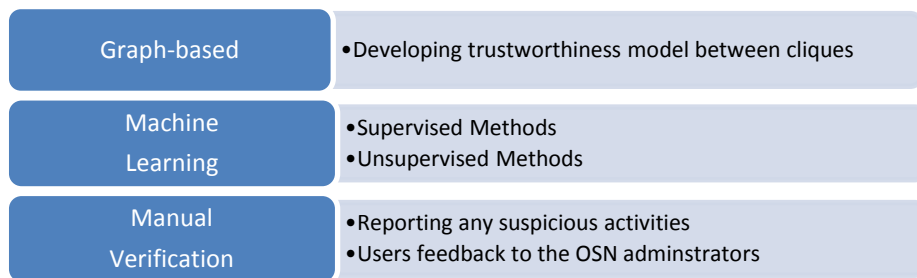 Graph-based
•Developing trustworthiness model between cliques
Machine
Learning
•Supervised Methods
•Unsupervised Methods
Manual
Verification
•Reporting any suspicious activities
•Users feedback to the OSN adminstrators